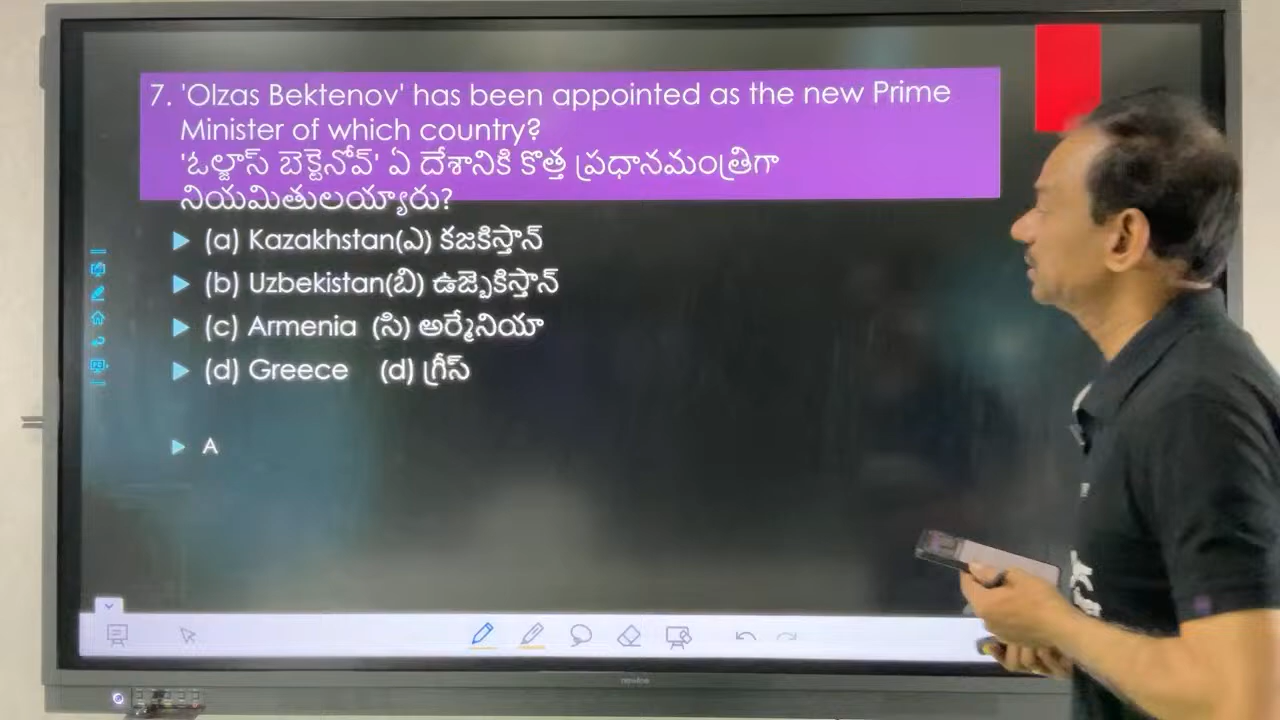 7. 'Olzas Bektenov' has been appointed as the new Prime
Minister of which country?
'ఓల్జాస్ బెక్టెనోవ్' ఏ దేశానికి కొత్త ప్రధానమంత్రిగా
నియమితులయ్యారు?
(a) Kazakhstan(ఎ) కజకిస్తాన్
(b) Uzbekistan(బి) ఉజ్బెకిస్తాన్
(c) Armenia (సి) అర్మేనియా
(d) Greece (d) గ్రీస్
A